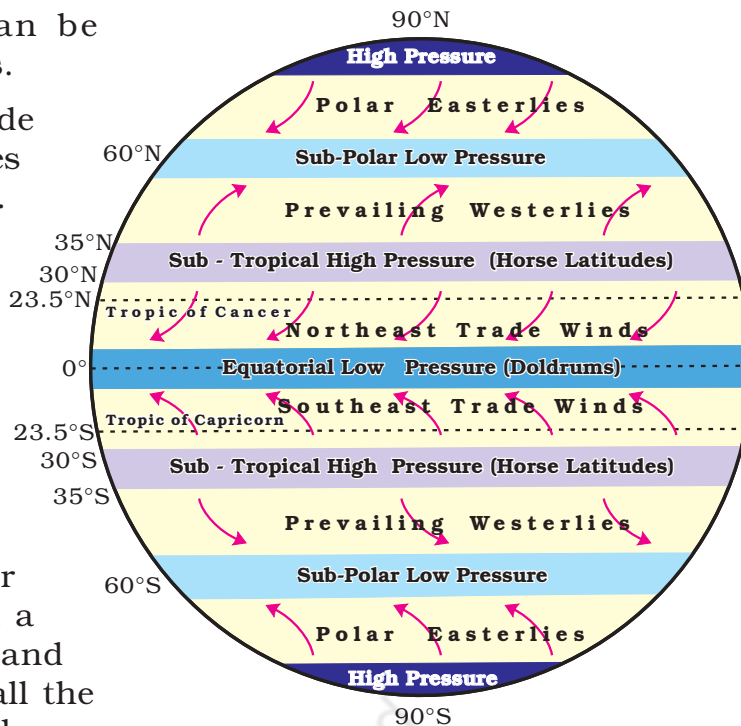 an be
s.
de
es
.
r
a
and
all the
90°N
High Pressure
Polar Easterlies
60°N
Sub-Polar Low Pressure
Prevailing Westerlies
35°N
Sub - Tropical High Pressure (Horse Latitudes)
30°N
23.5°N
Tropic of Cancer
Northeast Trade Winds
0°
Equatorial Low Pressure (Doldrums)
Southeast Trade Winds
Tropic of Capricorn
23.5°S
30°S
Sub - Tropical High Pressure (Horse Latitudes)
35°S
Prevailing Westerlies
60°S
Sub-Polar Low Pressure
Polar Easterlies
High Pressure
90°S